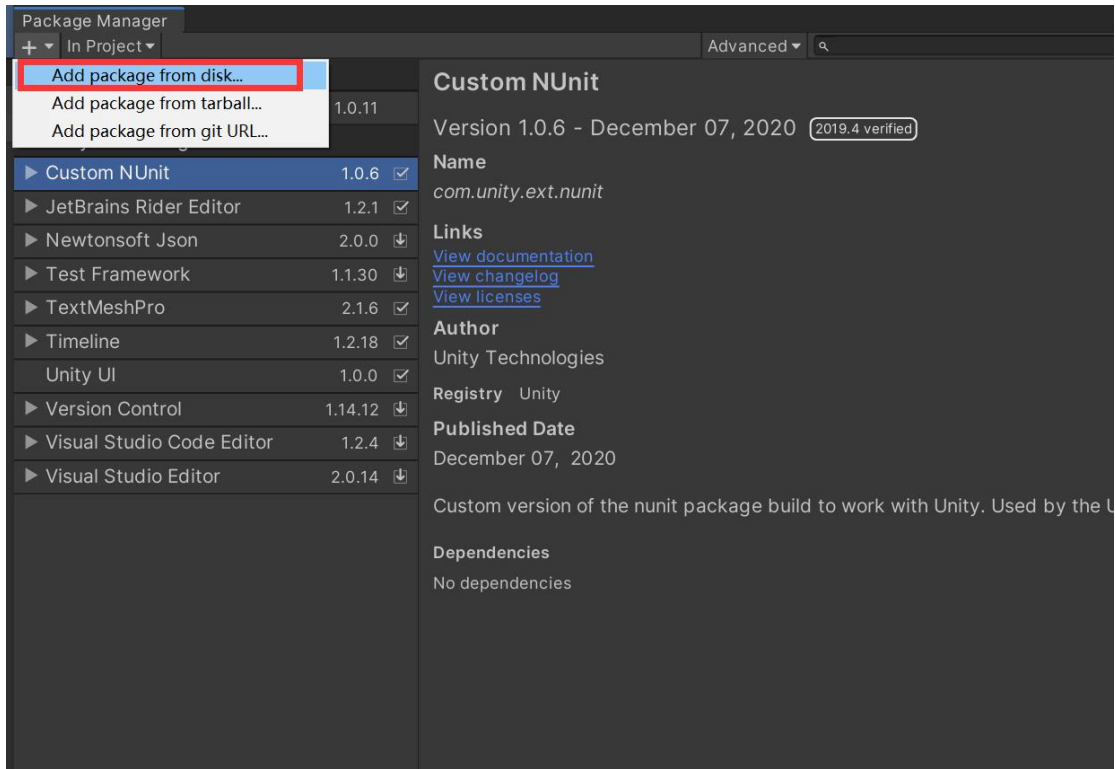 Package Manager
+ In Project Advanced
Add package from disk...
Add package from tarball...
1.0.11
Add package from git URL...
Custom NUnit 1.0.6
JetBrains Rider Editor 1.2.1
Newtonsoft Json 2.0.0
Test Framework 1.1.30
TextMeshPro 2.1.6
Timeline 1.2.18
Unity UI 1.0.0
Version Control 1.14.12
Visual Studio Code Editor 1.2.4
Visual Studio Editor 2.0.14
Custom NUnit
Version 1.0.6 - December 07, 2020 2019.4 verified
Name
com.unity.ext.nunit
Links
View documentation
View changelog
View licenses
Author
Unity Technologies
Registry Unity
Published Date
December 07, 2020
Custom version of the nunit package build to work with Unity. Used by the
Dependencies
No dependencies